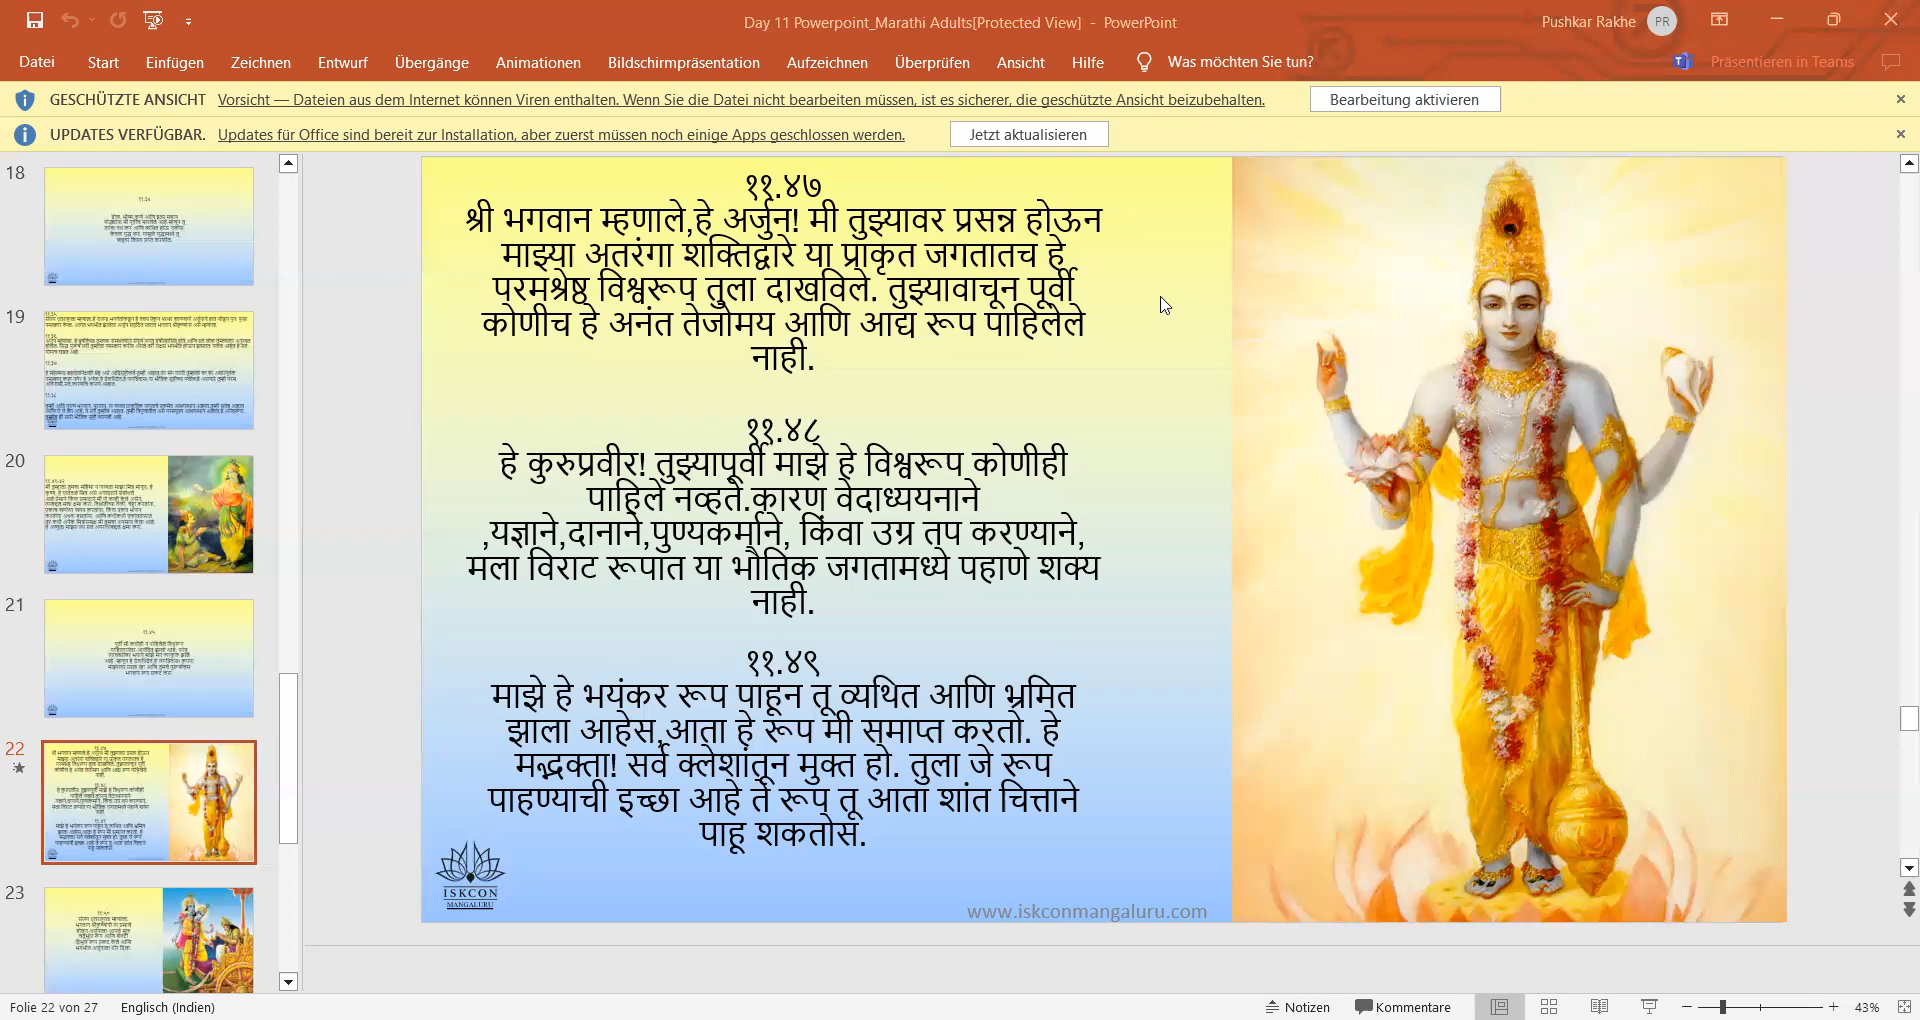 Day 11 Powerpoint_Marathi Adults[Protected View] - PowerPoint
Pushkar Rakhe PR
Datei Start Einfügen Zeichnen Entwurf Übergänge Animationen Bildschirmpräsentation Aufzeichnen Überprüfen Ansicht Hilfe Was möchten Sie tun? Präsentieren in Teams
GESCHÜTZTE ANSICHT Vorsicht — Dateien aus dem Internet können Viren enthalten. Wenn Sie die Datei nicht bearbeiten müssen, ist es sicherer, die geschützte Ansicht beizubehalten. Bearbeitung aktivieren
UPDATES VERFÜGBAR. Updates für Office sind bereit zur Installation, aber zuerst müssen noch einige Apps geschlossen werden. Jetzt aktualisieren
18
19
20
21
22
23
११.४७
श्री भगवान म्हणाले,हे अर्जुन! मी तुझ्यावर प्रसन्न होऊन
माझ्या अतरंगा शक्तिद्वारे या प्राकृत जगतातच हे
परमश्रेष्ठ विश्वरूप तुला दाखविले. तुझ्यावाचून पूर्वी
कोणीच हे अनंत तेजोमय आणि आद्य रूप पाहिलेले
नाही.
११.४८
हे कुरुप्रवीर! तुझ्यापूर्वी माझे हे विश्वरूप कोणीही
पाहिले नव्हते.कारण वेदाध्ययनाने
,यज्ञाने,दानाने,पुण्यकर्माने, किंवा उग्र तप करण्याने,
मला विराट रूपात या भौतिक जगतामध्ये पहाणे शक्य
नाही.
११.४९
माझे हे भयंकर रूप पाहून तू व्यथित आणि भ्रमित
झाला आहेस,आता हे रूप मी समाप्त करतो. हे
मद्भक्ता! सर्व क्लेशांतून मुक्त हो. तुला जे रूप
पाहण्याची इच्छा आहे ते रूप तू आता शांत चित्ताने
पाहू शकतोस.
ISKCON
MANGALURU
www.iskconmangaluru.com
Folie 22 von 27 Englisch (Indien) Notizen Kommentare 43%